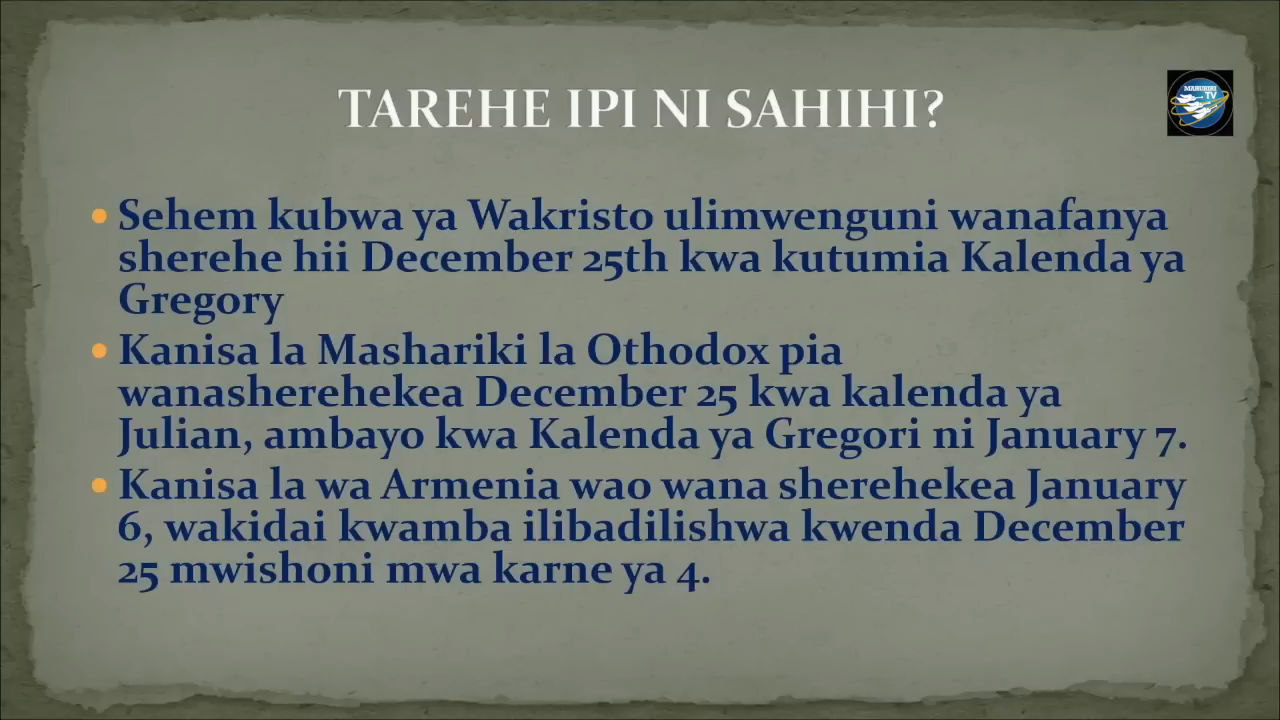 TAREHE IPI NI SAHIHI?
MAHUBIRI
TV
Sehem kubwa ya Wakristo ulimwenguni wanafanya
sherehe hii December 25th kwa kutumia Kalenda ya
Gregory
Kanisa la Mashariki la Othodox pia
wanasherehekea December 25 kwa kalenda ya
Julian, ambayo kwa Kalenda ya Gregori ni January 7.
Kanisa la wa Armenia wao wana sherehekea January
6, wakidai kwamba ilibadilishwa kwenda December
25 mwishoni mwa karne ya 4.